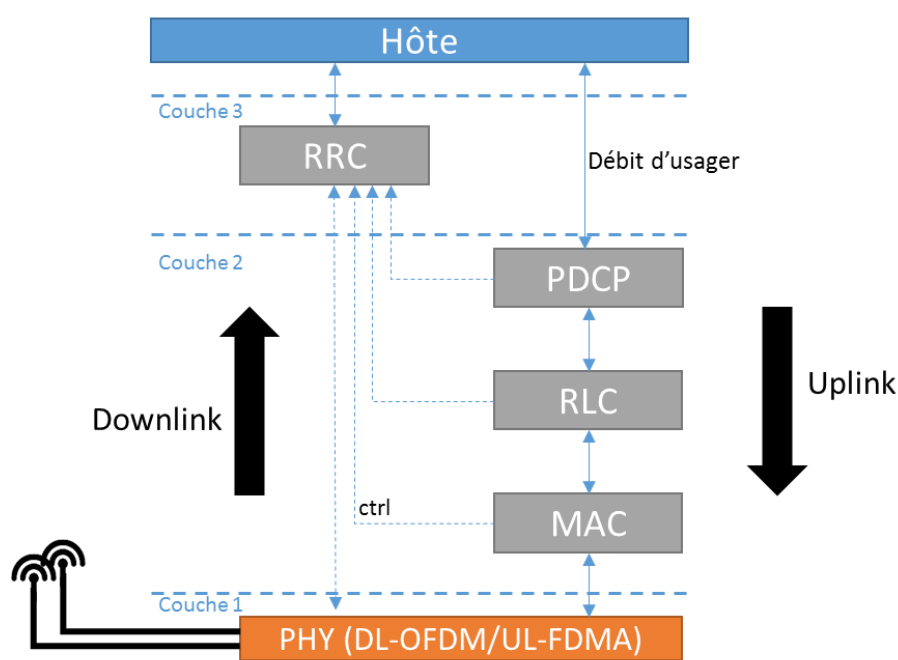 Hôte
Couche 3
RRC
Débit d'usager
Couche 2
PDCP
Downlink
RLC
Uplink
ctrl
MAC
Couche 1
PHY (DL-OFDM/UL-FDMA)